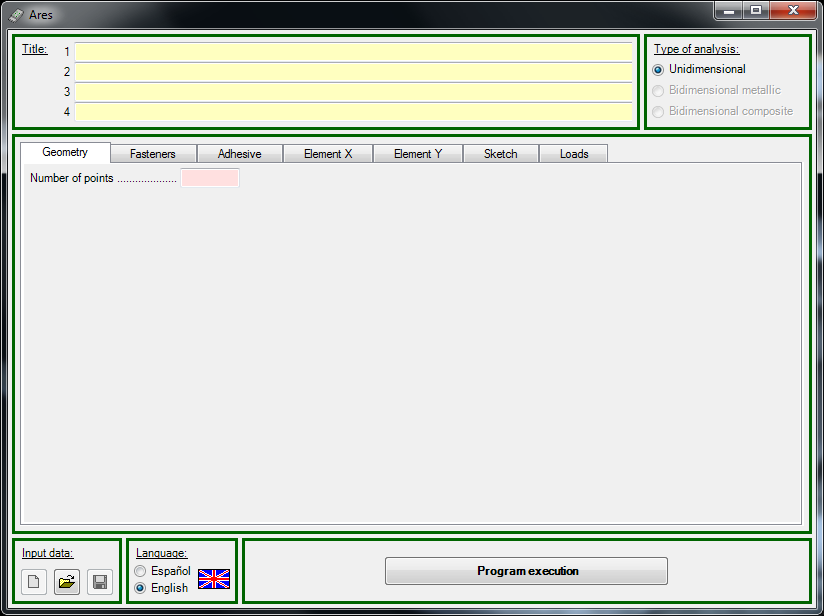 Ares
Title: 1
2
3
4
Type of analysis:
Unidimensional
Bidimensional metallic
Bidimensional composite
Geometry Fasteners Adhesive Element X Element Y Sketch Loads
Number of points ....................
Input data:
Language:
Español
English
Program execution